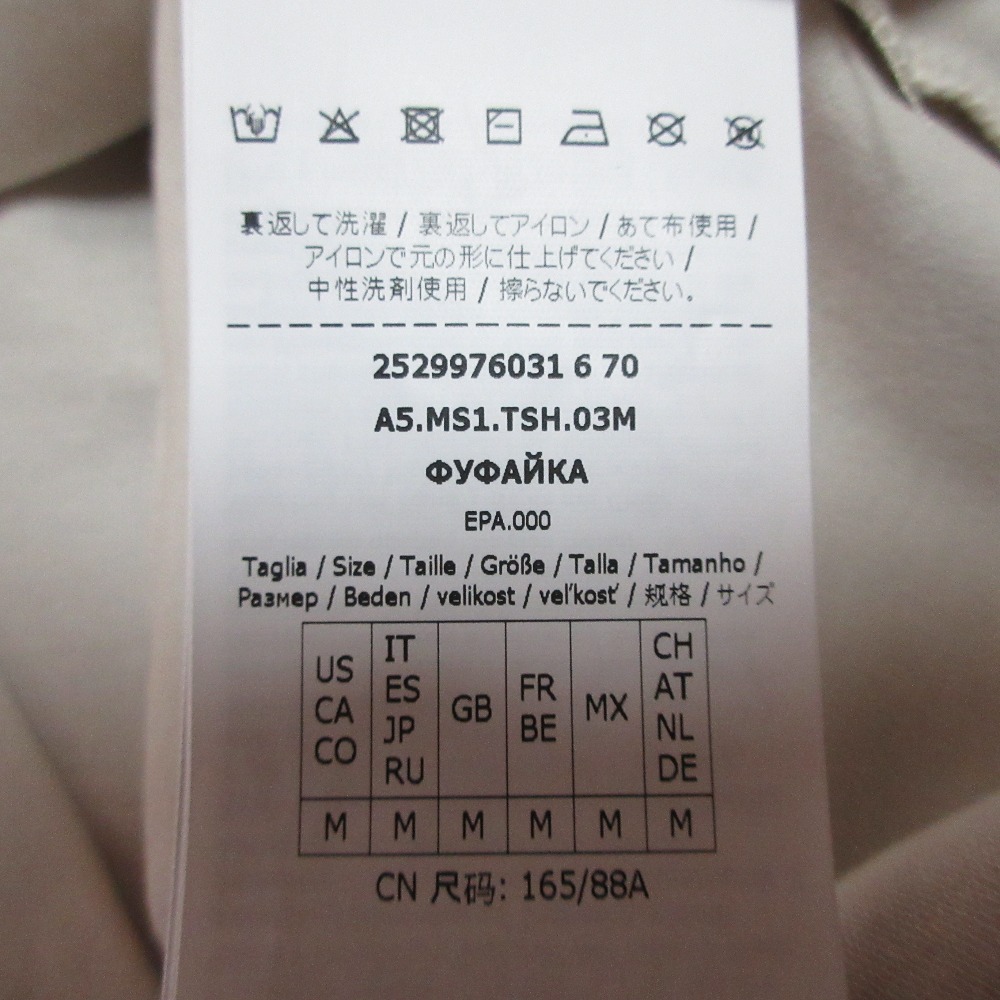 裏返して洗濯 / 裏返してアイロン / あて布使用 /
アイロンで元の形に仕上げてください /
中性洗剤使用 / 擦らないでください。
2529976031 6 70
A5.MS1.TSH.03M
ФУФАЙКА
EPA.000
Taglia / Size / Taille / Größe / Talla / Tamanho /
Размер / Beden / velikost / veľkosť / 规格 / サイズ
US CA CO IT ES JP RU GB FR BE MX CH AT NL DE
M M M M M M
CN 尺码: 165/88A